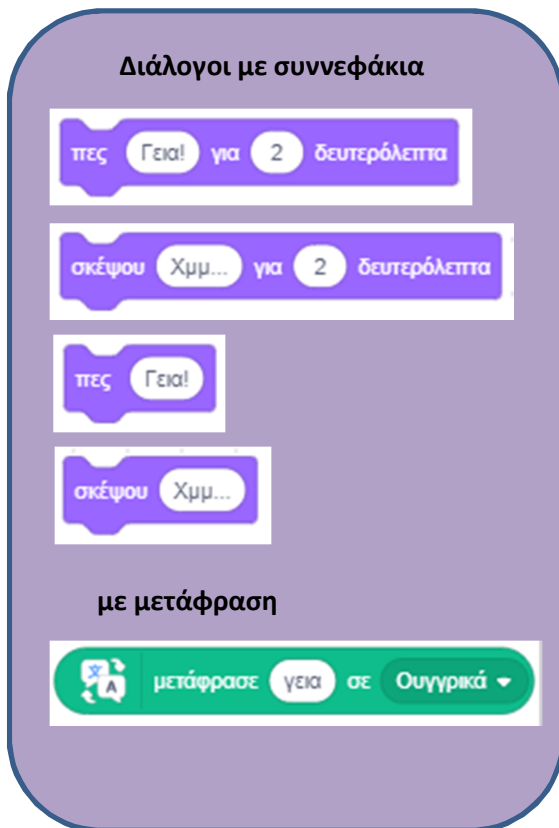 Διάλογοι με συννεφάκια
πες Γεια! για 2 δευτερόλεπτα
σκέψου Χμμ... για 2 δευτερόλεπτα
πες Γεια!
σκέψου Χμμ...
με μετάφραση
文 A μετάφρασε γεια σε Ουγγρικά